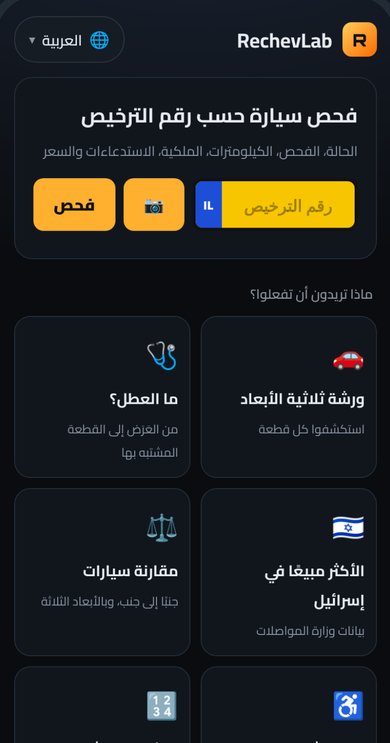 RechevLab
العربية
فحص سيارة حسب رقم الترخيص
الحالة، الفحص، الكيلومترات، الملكية، الاستدعاءات والسعر
IL رقم الترخيص
فحص
ماذا تريدون أن تفعلوا؟
ورشة ثلاثية الأبعاد
استكشفوا كل قطعة
ما العطل؟
من العَرَض إلى القطعة
المشتبه بها
الأكثر مبيعًا في
إسرائيل
بيانات وزارة المواصلات
مقارنة سيارات
جنبًا إلى جنب، وبالأبعاد الثلاثة